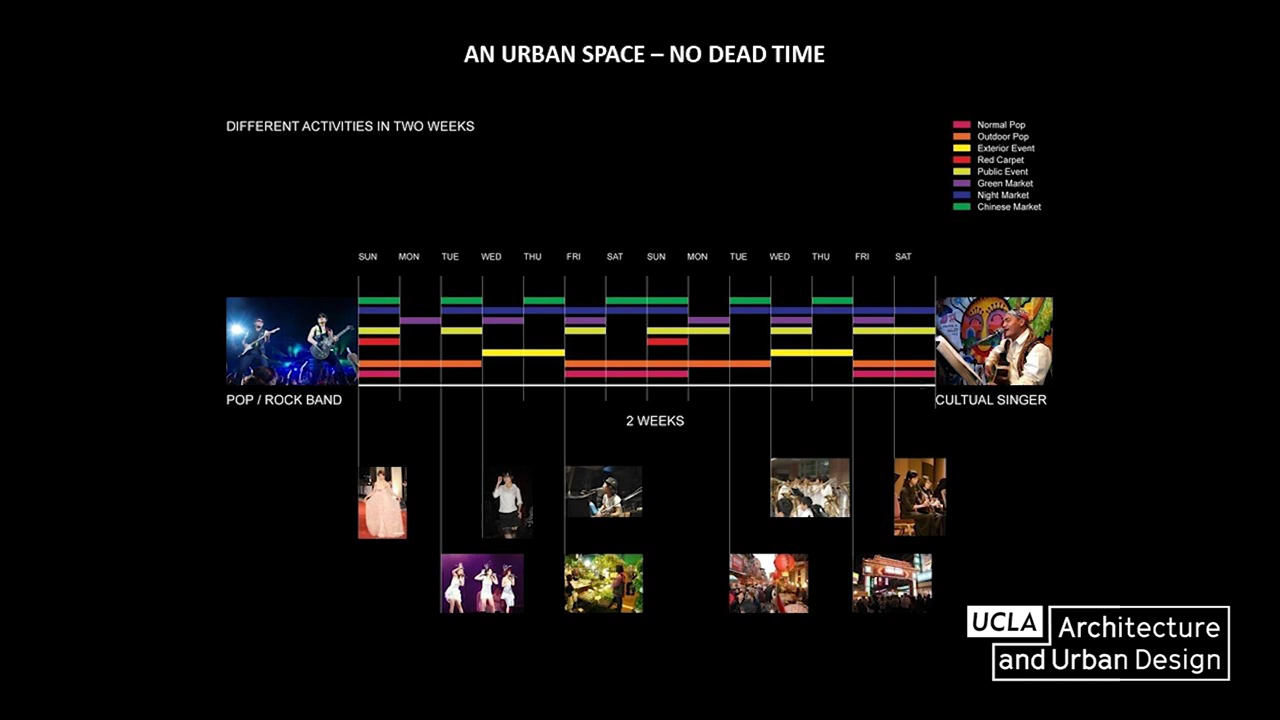 AN URBAN SPACE – NO DEAD TIME
DIFFERENT ACTIVITIES IN TWO WEEKS
Normal Pop
Outdoor Pop
Exterior Event
Red Carpet
Public Event
Green Market
Night Market
Chinese Market
SUN MON TUE WED THU FRI SAT SUN MON TUE WED THU FRI SAT
POP / ROCK BAND
CULTUAL SINGER
2 WEEKS
UCLA Architecture
and Urban Design